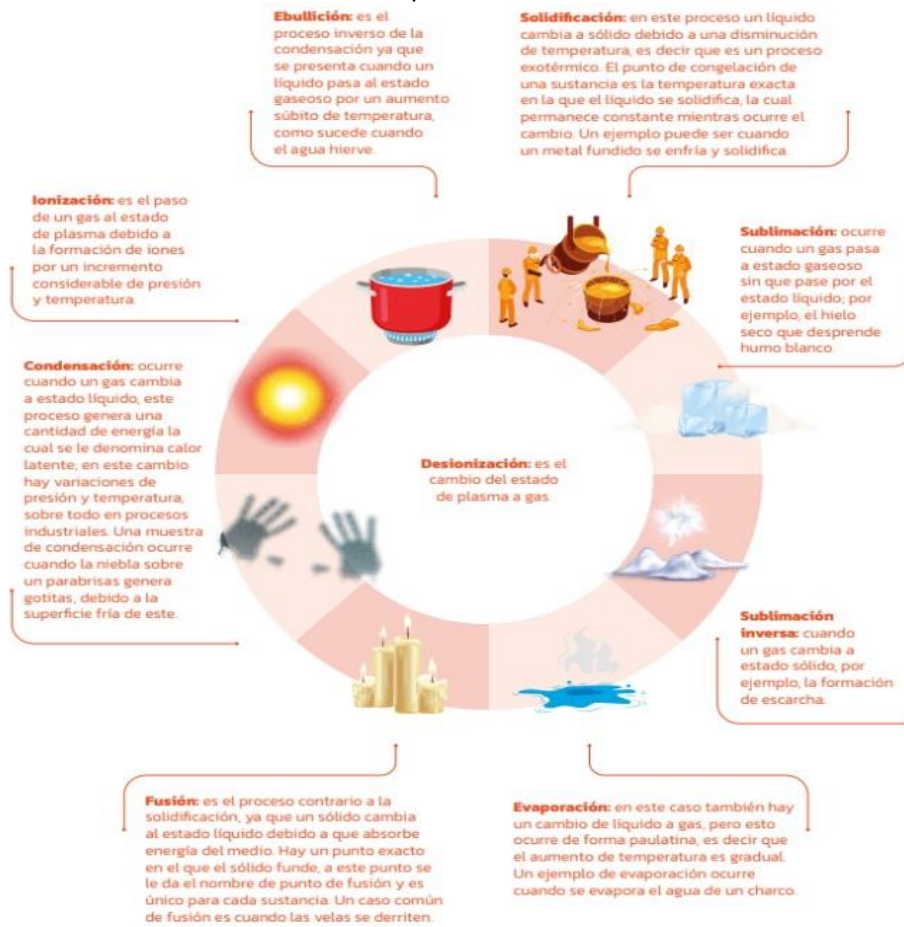 Ebullición: es el
proceso inverso de la
condensación ya que
se presenta cuando un
líquido pasa al estado
gaseoso por un aumento
súbito de temperatura,
como sucede cuando
el agua hierve.
Solidificación: en este proceso un líquido
cambia a sólido debido a una disminución
de temperatura, es decir que es un proceso
exotérmico. El punto de congelación de
una sustancia es la temperatura exacta
en la que el líquido se solidifica, la cual
permanece constante mientras ocurre el
cambio. Un ejemplo puede ser cuando
un metal fundido se enfría y solidifica.
Ionización: es el paso
de un gas al estado
de plasma debido a
la formación de iones
por un incremento
considerable de presión
y temperatura.
Sublimación: ocurre
cuando un gas pasa
a estado gaseoso
sin que pase por el
estado líquido; por
ejemplo, el hielo
seco que desprende
humo blanco.
Condensación: ocurre
cuando un gas cambia
a estado líquido, este
proceso genera una
cantidad de energía la
cual se le denomina calor
latente; en este cambio
hay variaciones de
presión y temperatura,
sobre todo en procesos
industriales. Una muestra
de condensación ocurre
cuando la niebla sobre
un parabrisas genera
gotitas, debido a la
superficie fría de este.
Desionización: es el
cambio del estado
de plasma a gas
Sublimación
inversa: cuando
un gas cambia a
estado sólido, por
ejemplo, la formación
de escarcha.
Fusión: es el proceso contrario a la
solidificación, ya que un sólido cambia
al estado líquido debido a que absorbe
energía del medio. Hay un punto exacto
en el que el sólido funde, a este punto se
le da el nombre de punto de fusión y es
único para cada sustancia. Un caso común
de fusión es cuando las velas se derriten.
Evaporación: en este caso también hay
un cambio de líquido a gas, pero esto
ocurre de forma paulatina, es decir que
el aumento de temperatura es gradual.
Un ejemplo de evaporación ocurre
cuando se evapora el agua de un charco.